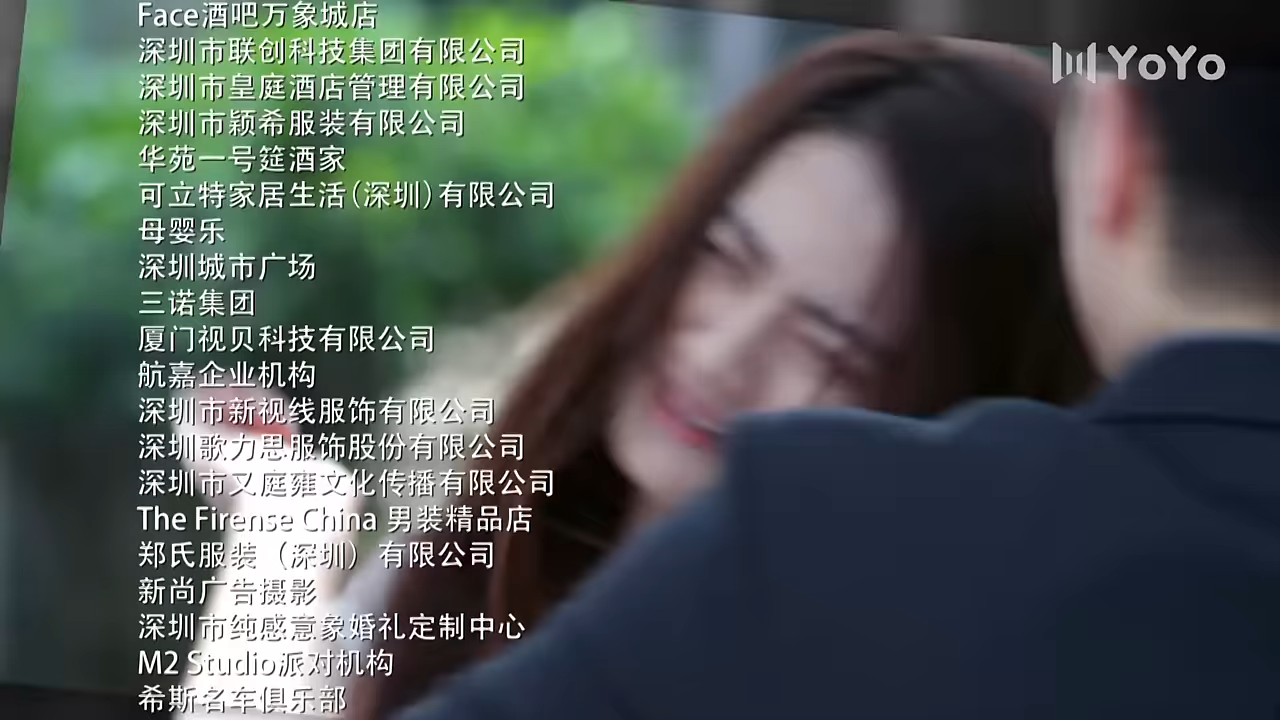 Face酒吧万象城店
YoYo
深圳市联创科技集团有限公司
深圳市皇庭酒店管理有限公司
深圳市颖希服装有限公司
华苑一号筵酒家
可立特家居生活(深圳)有限公司
母婴乐
深圳城市广场
三诺集团
厦门视贝科技有限公司
航嘉企业机构
深圳市新视线服饰有限公司
深圳歌力思服饰股份有限公司
深圳市又庭雍文化传播有限公司
The Firense China 男装精品店
郑氏服装（深圳）有限公司
新尚广告摄影
深圳市纯感意象婚礼定制中心
M2 Studio派对机构
希斯名车俱乐部